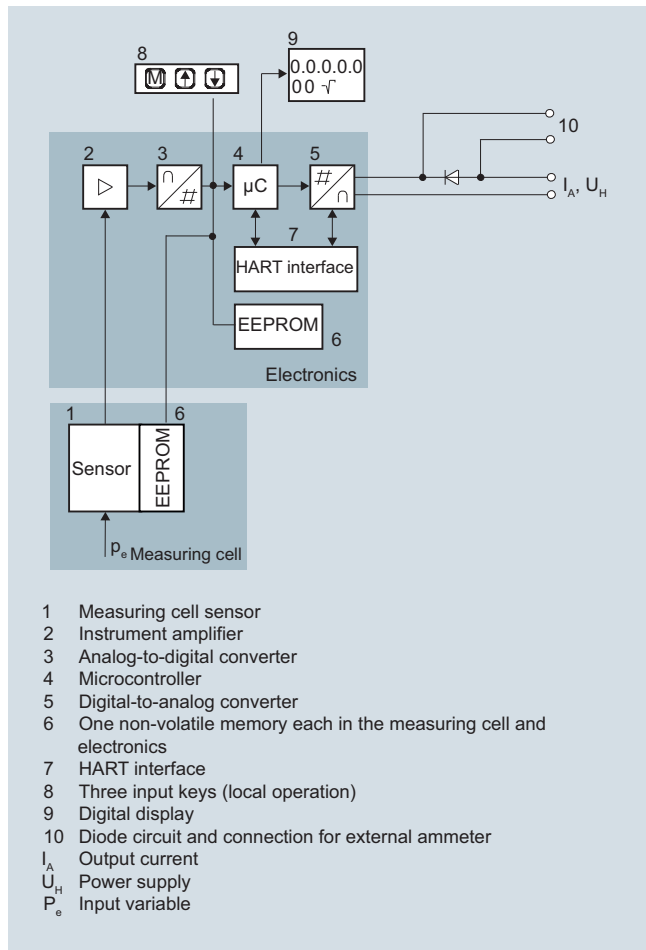 8
9
M
0.0.0.0.0
00 √
10
2
3
4
5
∩
#
µC
#
∩
I_A, U_H
7
HART interface
EEPROM
6
Electronics
1
6
Sensor
EEPROM
p_e Measuring cell
1 Measuring cell sensor
2 Instrument amplifier
3 Analog-to-digital converter
4 Microcontroller
5 Digital-to-analog converter
6 One non-volatile memory each in the measuring cell and
electronics
7 HART interface
8 Three input keys (local operation)
9 Digital display
10 Diode circuit and connection for external ammeter
I_A Output current
U_H Power supply
P_e Input variable